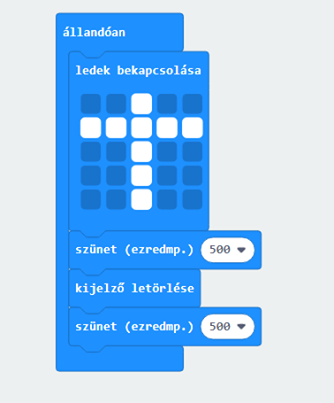 állandóan
ledek bekapcsolása
szünet (ezredmp.) 500
kijelző letörlése
szünet (ezredmp.) 500